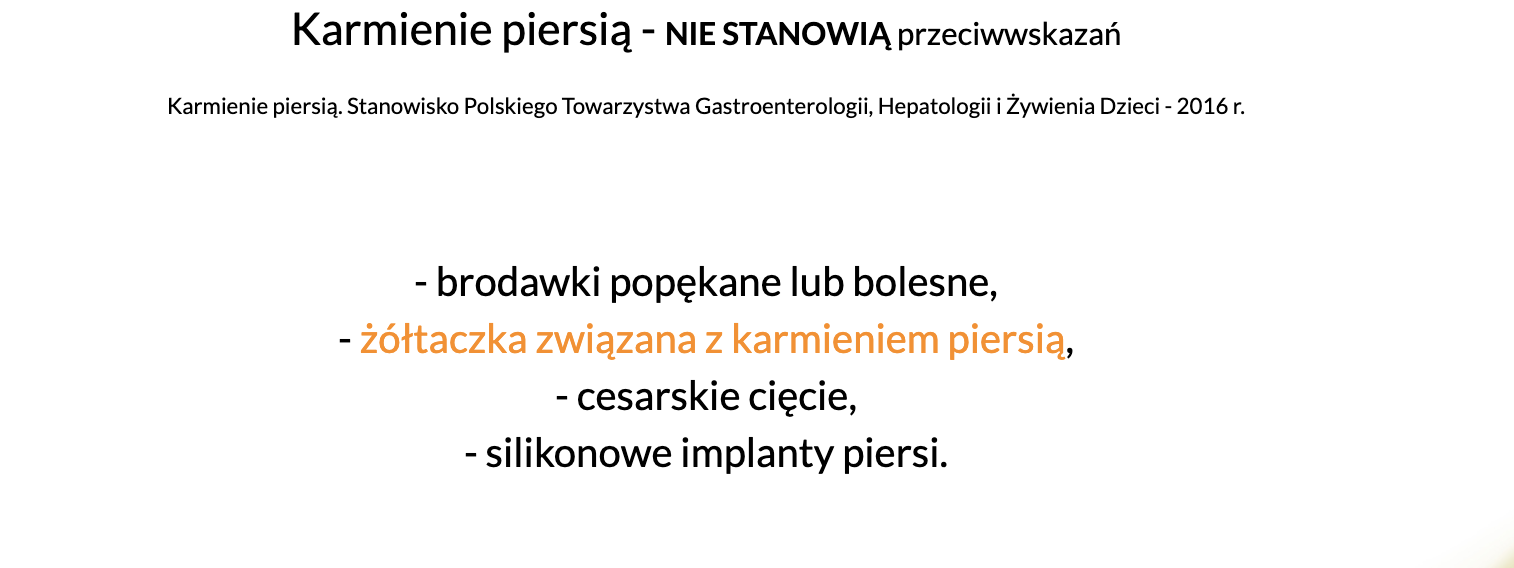 Karmienie piersią - NIE STANOWIĄ przeciwwskazań
Karmienie piersią. Stanowisko Polskiego Towarzystwa Gastroenterologii, Hepatologii i Żywienia Dzieci - 2016 r.
- brodawki popękane lub bolesne,
- żółtaczka związana z karmieniem piersią,
- cesarskie cięcie,
- silikonowe implanty piersi.